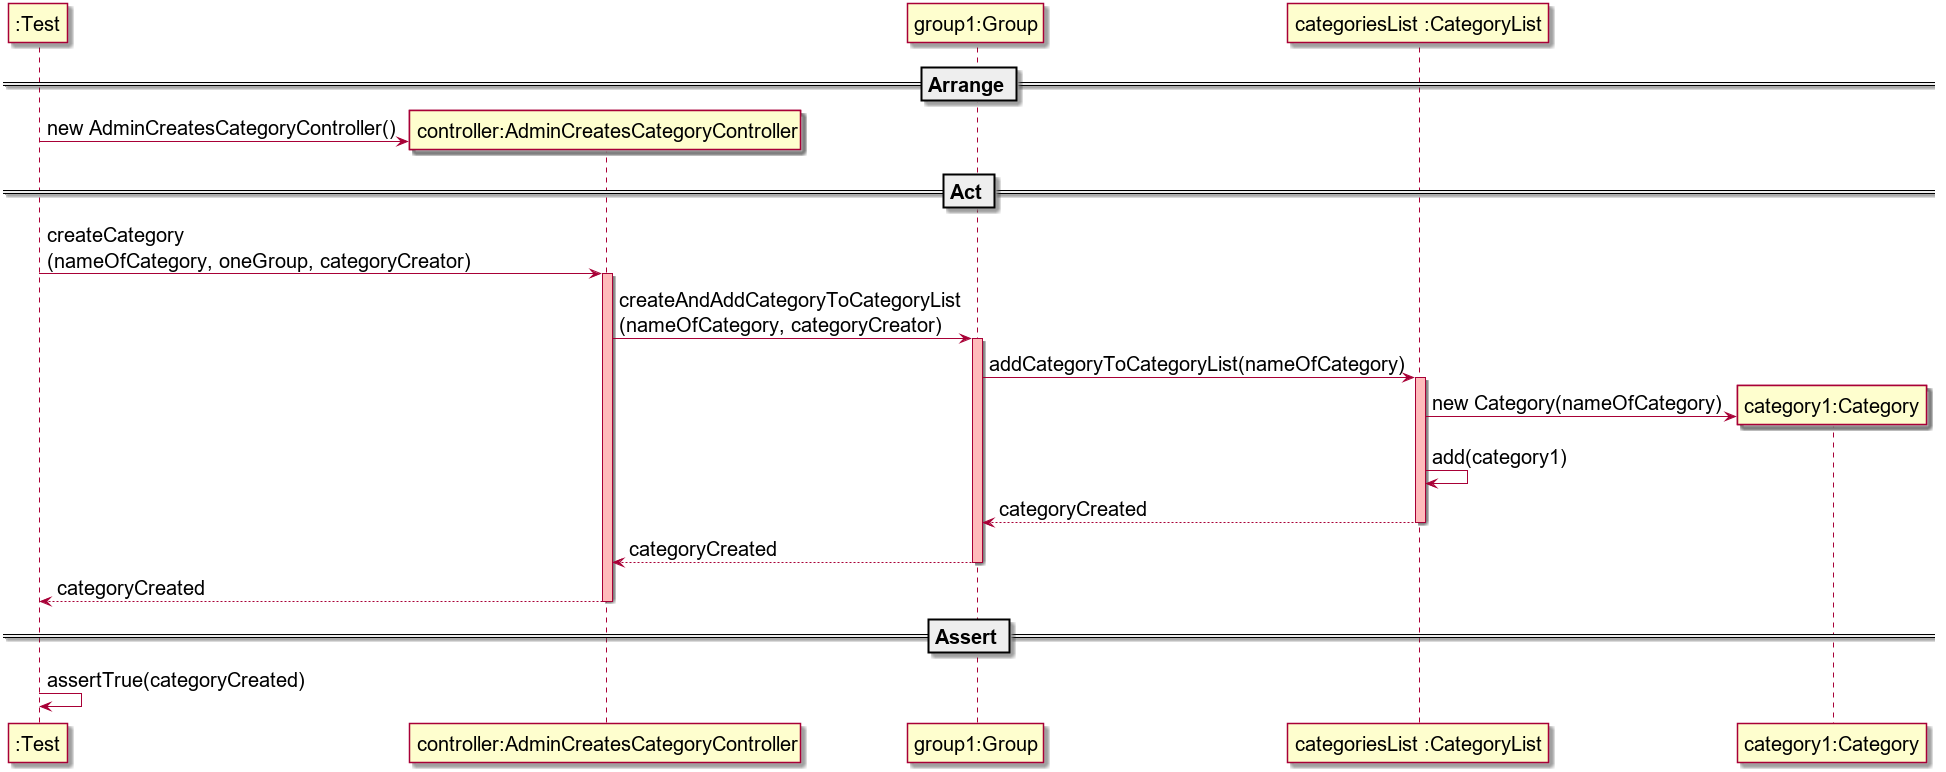 :Test
group1:Group
categoriesList :CategoryList
Arrange
new AdminCreatesCategoryController()
controller:AdminCreatesCategoryController
Act
createCategory
(nameOfCategory, oneGroup, categoryCreator)
createAndAddCategoryToCategoryList
(nameOfCategory, categoryCreator)
addCategoryToCategoryList(nameOfCategory)
new Category(nameOfCategory)
category1:Category
add(category1)
categoryCreated
categoryCreated
categoryCreated
Assert
assertTrue(categoryCreated)
:Test
controller:AdminCreatesCategoryController
group1:Group
categoriesList :CategoryList
category1:Category